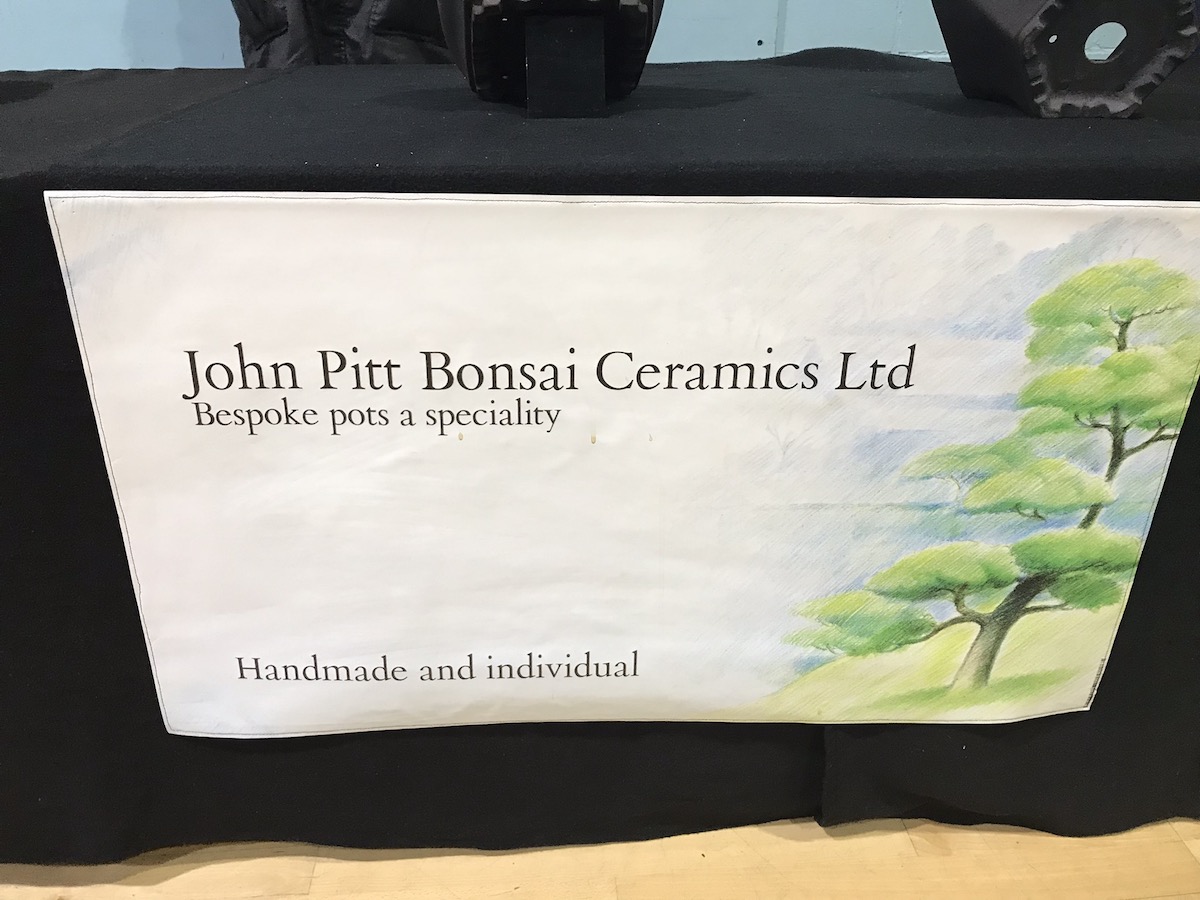 John Pitt Bonsai Ceramics Ltd
Bespoke pots a speciality
Handmade and individual